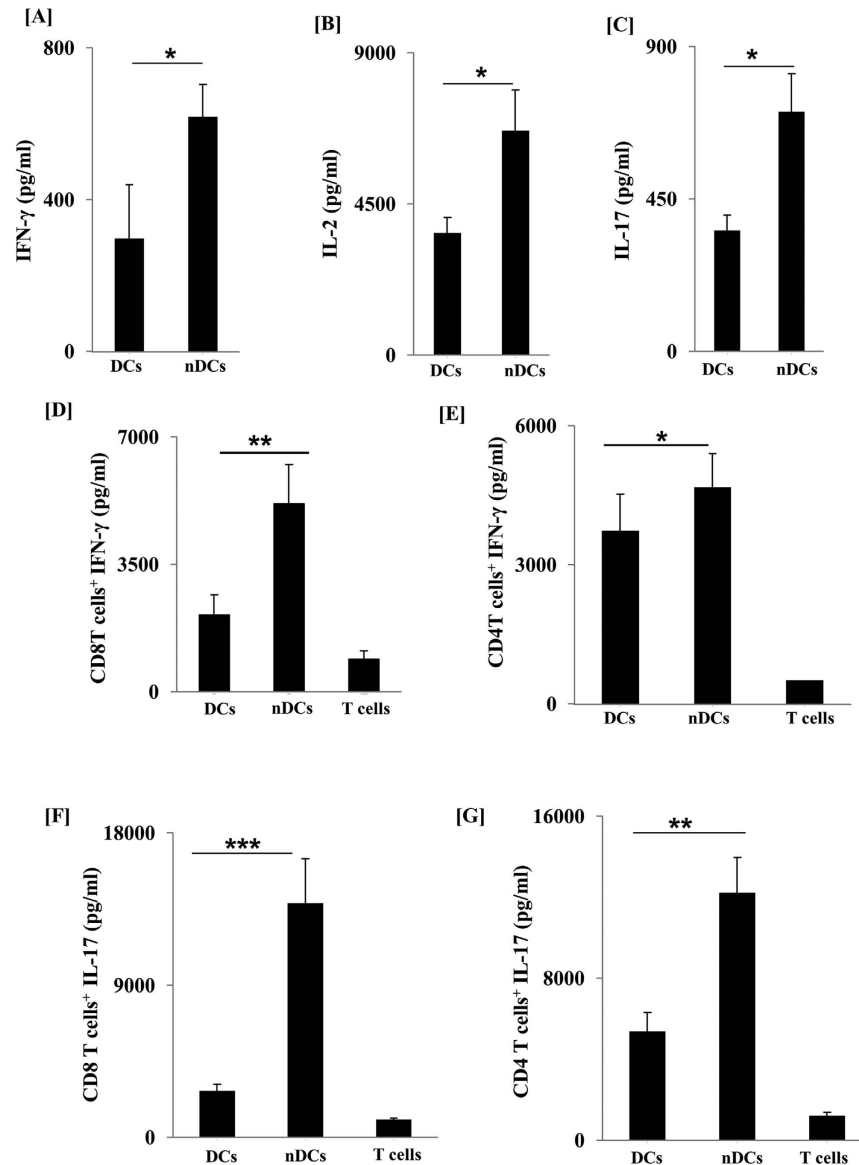 [A]
*
800
400
0
IFN-γ (pg/ml)
DCs nDCs
[B]
*
9000
4500
0
IL-2 (pg/ml)
DCs nDCs
[C]
*
900
450
0
IL-17 (pg/ml)
DCs nDCs
[D]
**
7000
3500
0
CD8T cells⁺ IFN-γ (pg/ml)
DCs nDCs T cells
[E]
*
6000
3000
0
CD4T cells⁺ IFN-γ (pg/ml)
DCs nDCs T cells
[F]
***
18000
9000
0
CD8 T cells⁺ IL-17 (pg/ml)
DCs nDCs T cells
[G]
**
16000
8000
0
CD4 T cells⁺ IL-17 (pg/ml)
DCs nDCs T cells